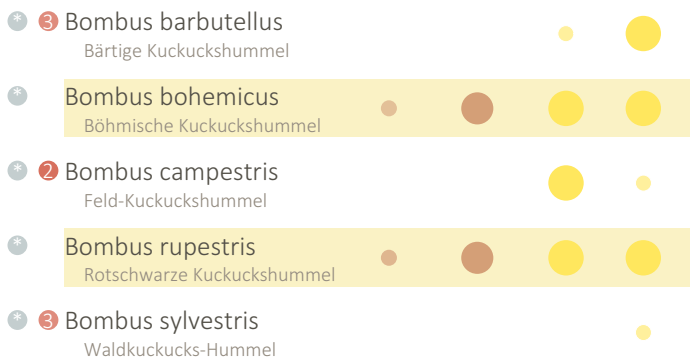 * 3 Bombus barbutellus
Bärtige Kuckuckshummel
* Bombus bohemicus
Böhmische Kuckuckshummel
* 2 Bombus campestris
Feld-Kuckuckshummel
* Bombus rupestris
Rotschwarze Kuckuckshummel
* 3 Bombus sylvestris
Waldkuckucks-Hummel